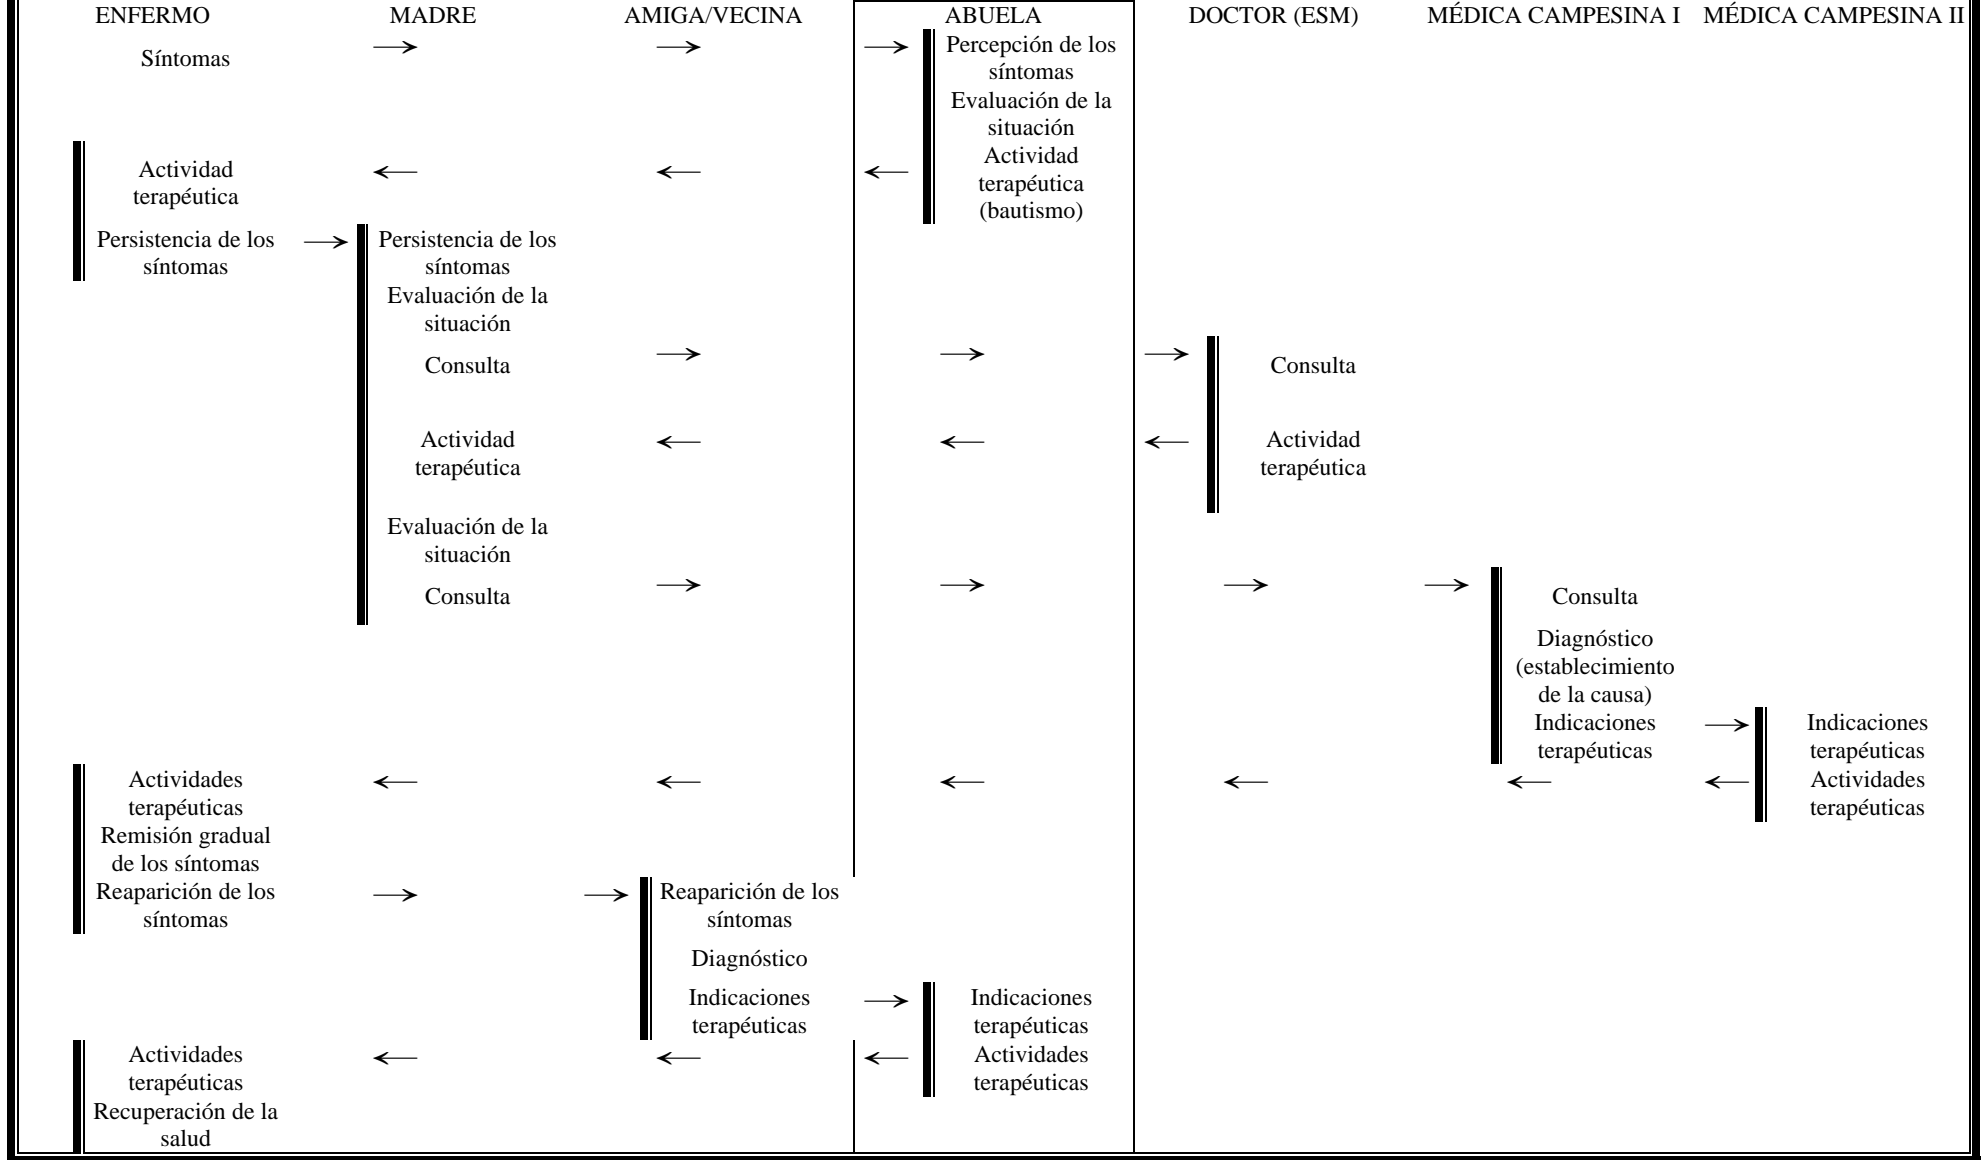 ENFERMO MADRE AMIGA/VECINA ABUELA DOCTOR (ESM) MÉDICA CAMPESINA I MÉDICA CAMPESINA II
Síntomas
Percepción de los
síntomas
Evaluación de la
situación
Actividad
terapéutica
(bautismo)
Actividad
terapéutica
Persistencia de los
síntomas
Persistencia de los
síntomas
Evaluación de la
situación
Consulta
Consulta
Actividad
terapéutica
Actividad
terapéutica
Evaluación de la
situación
Consulta
Consulta
Diagnóstico
(establecimiento
de la causa)
Indicaciones
terapéuticas
Indicaciones
terapéuticas
Actividades
terapéuticas
Actividades
terapéuticas
Remisión gradual
de los síntomas
Reaparición de los
síntomas
Reaparición de los
síntomas
Diagnóstico
Indicaciones
terapéuticas
Indicaciones
terapéuticas
Actividades
terapéuticas
Actividades
terapéuticas
Recuperación de la
salud